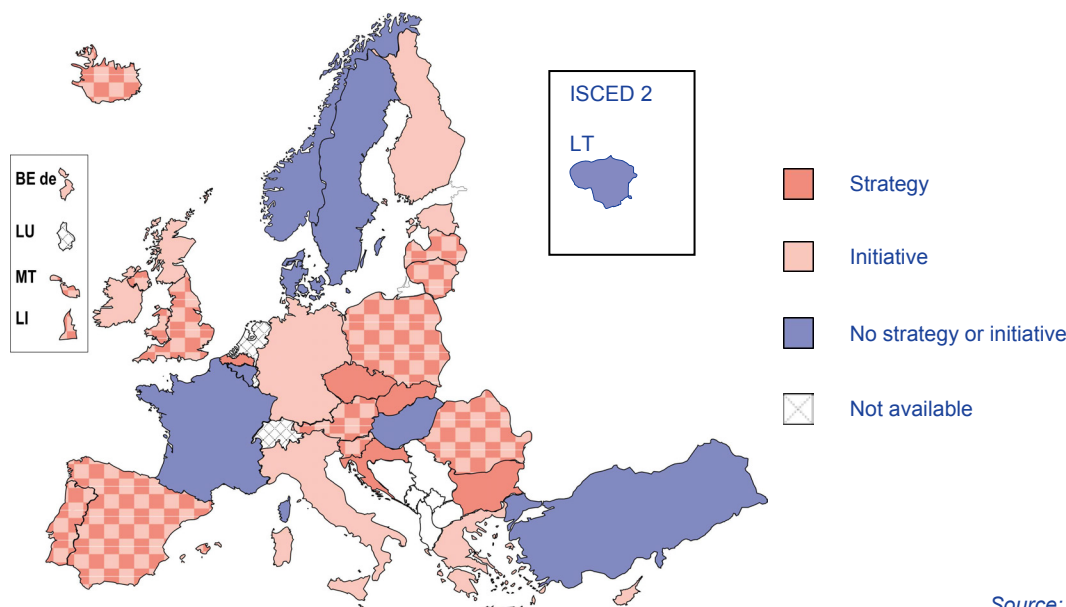 ISCED 2
LT
BE de
LU
MT
LI
Strategy
Initiative
No strategy or initiative
Not available
Source: